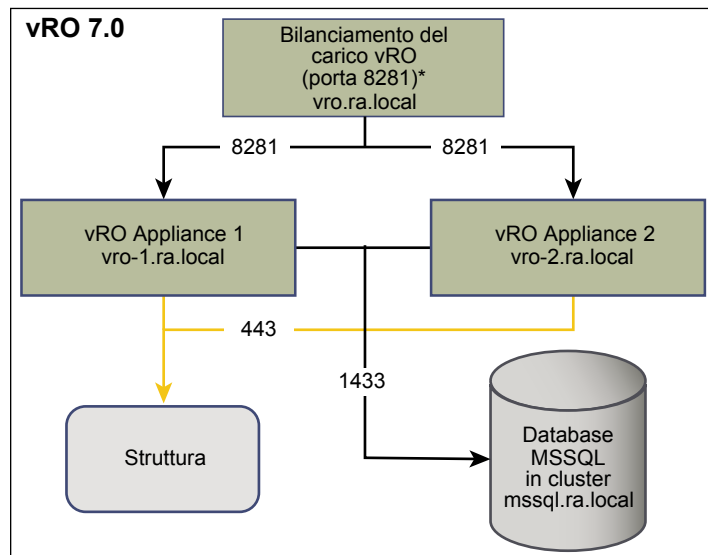 vRO 7.0
Bilanciamento del
carico vRO
(porta 8281)*
vro.ra.local
8281
8281
vRO Appliance 1
vro-1.ra.local
vRO Appliance 2
vro-2.ra.local
443
1433
Struttura
Database
MSSQL
in cluster
mssql.ra.local